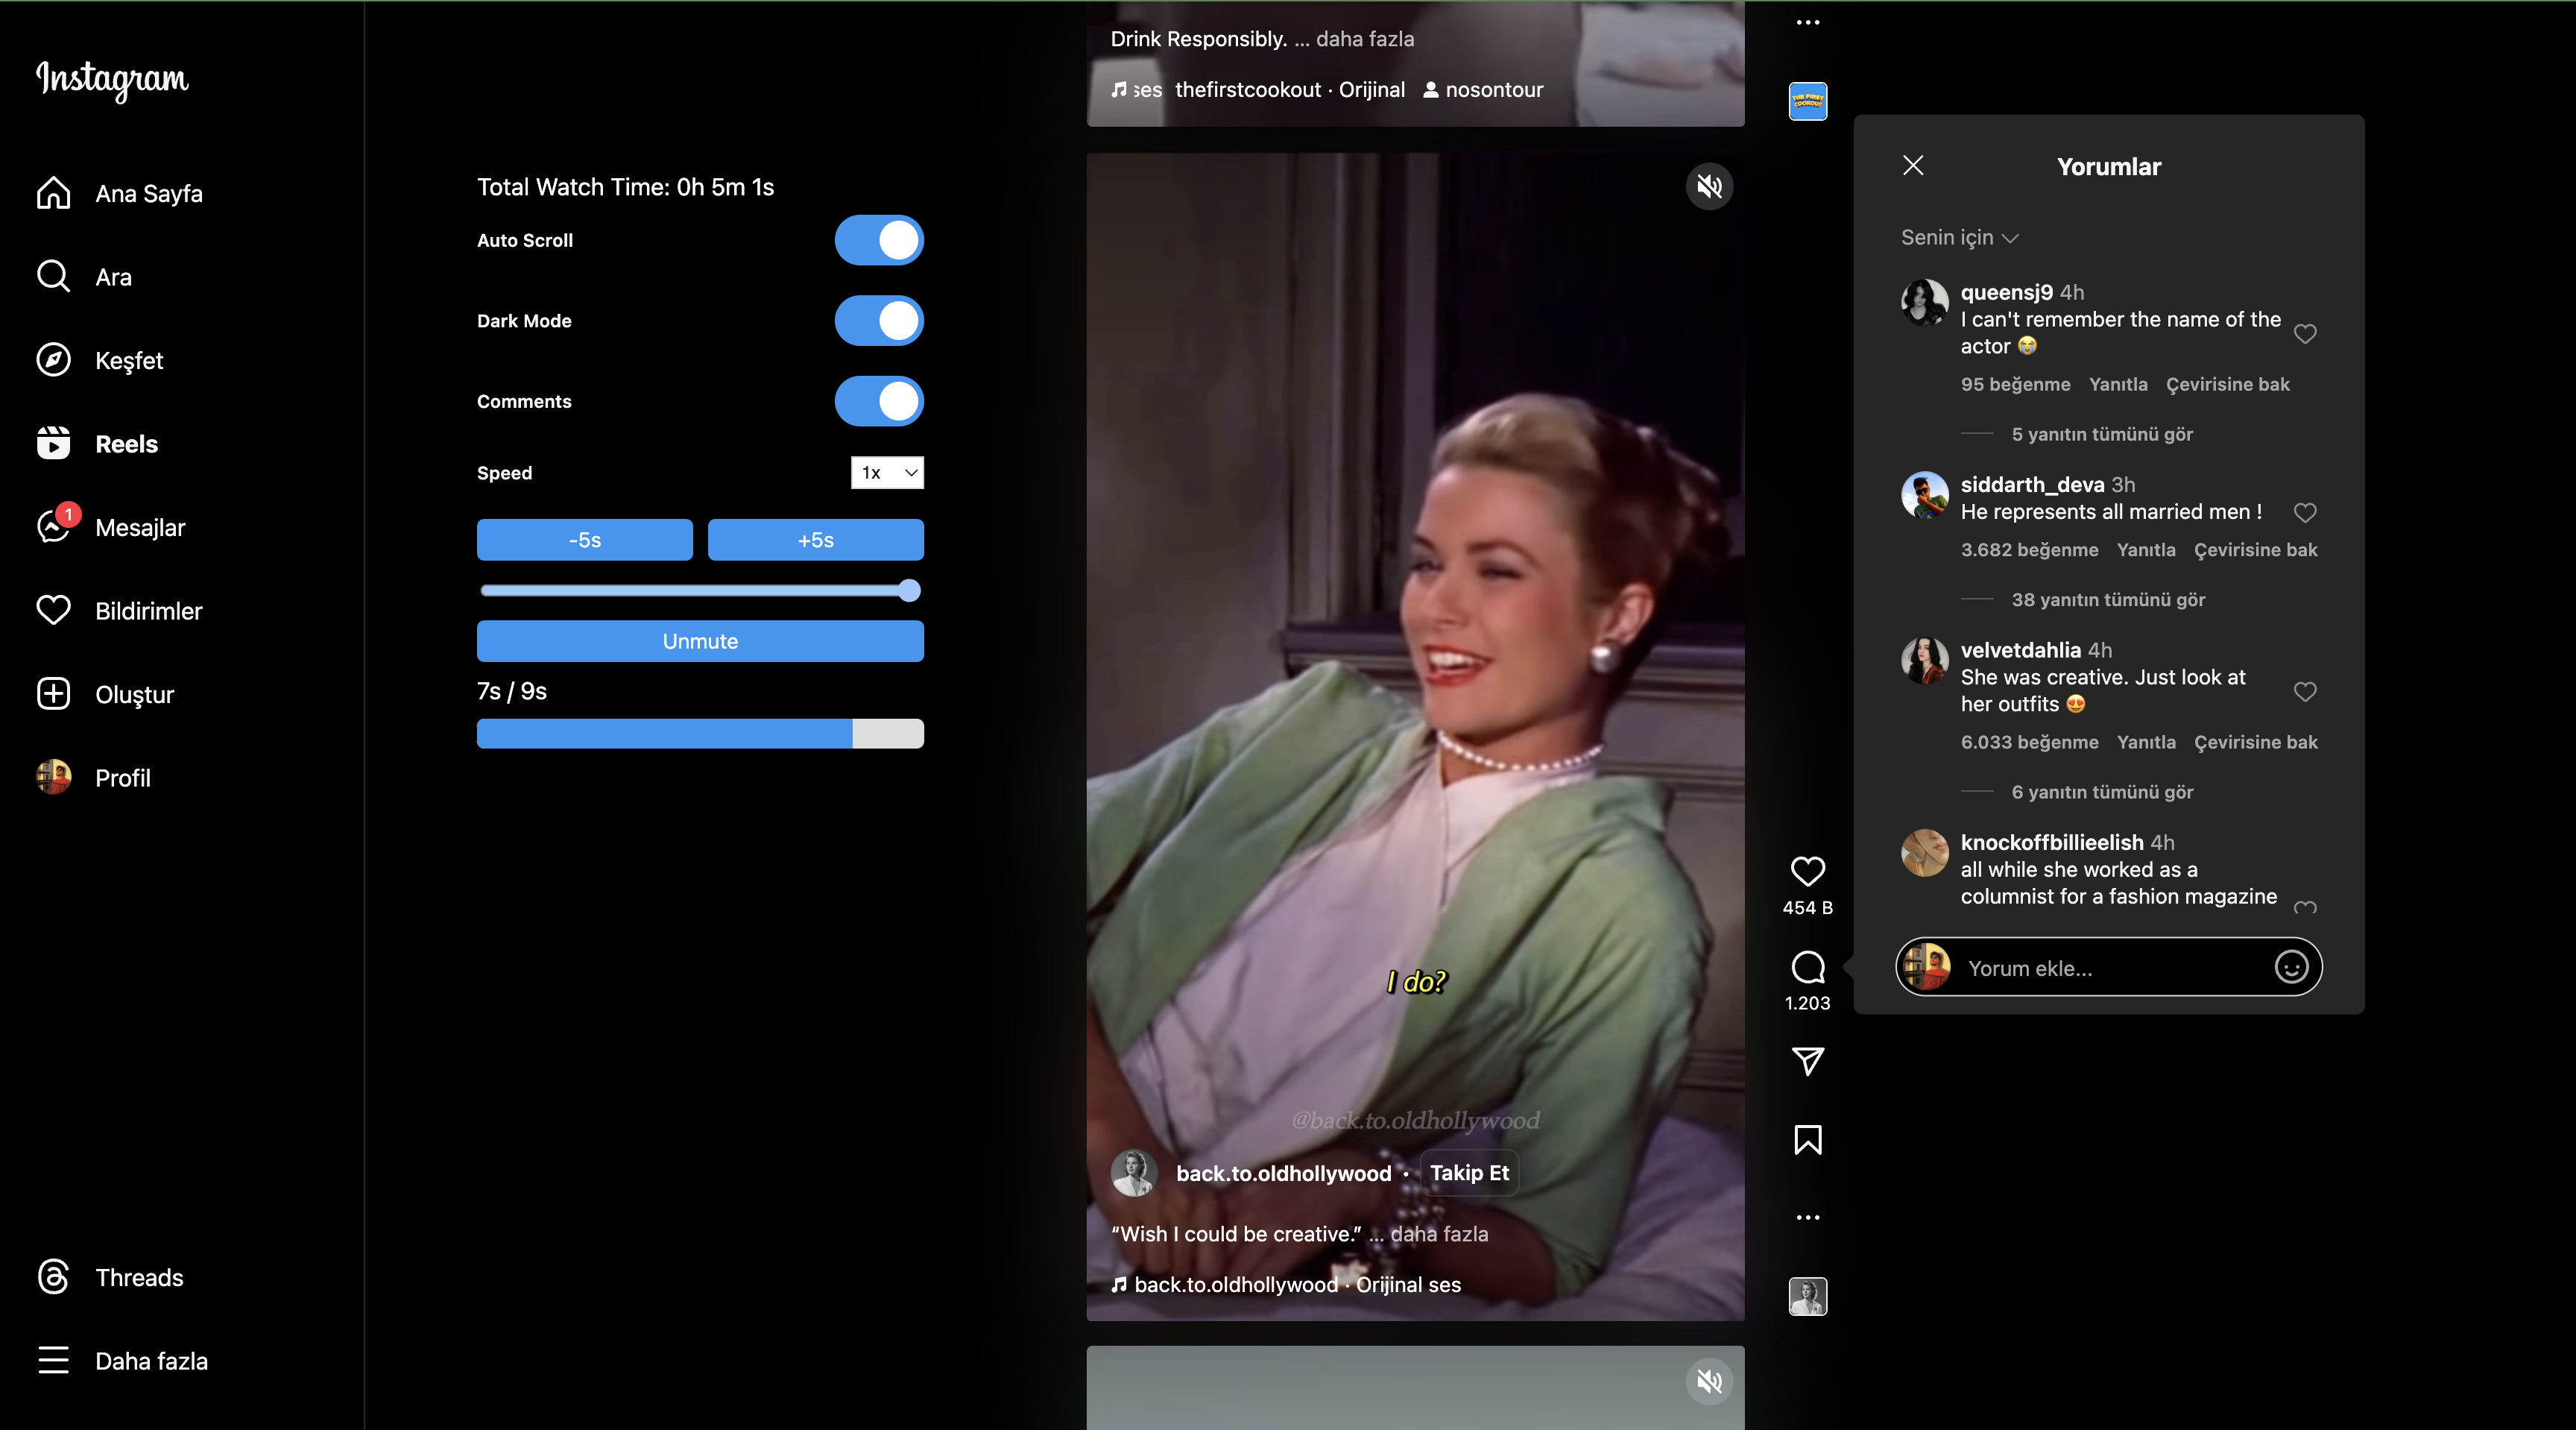 Instagram
Ana Sayfa
Ara
Keşfet
Reels
1
Mesajlar
Bildirimler
Oluştur
Profil
Threads
Daha fazla
Total Watch Time: 0h 5m 1s
Auto Scroll
Dark Mode
Comments
Speed 1x
-5s +5s
Unmute
7s / 9s
Drink Responsibly. ... daha fazla
ses thefirstcookout · Orijinal nosontour
THE FIRST
COOKOUT
I do?
@back.to.oldhollywood
back.to.oldhollywood · Takip Et
“Wish I could be creative.” ... daha fazla
back.to.oldhollywood · Orijinal ses
454 B
1.203
Yorumlar
Senin için
queensj9 4h
I can't remember the name of the
actor 😭
95 beğenme Yanıtla Çevirisine bak
5 yanıtın tümünü gör
siddarth_deva 3h
He represents all married men !
3.682 beğenme Yanıtla Çevirisine bak
38 yanıtın tümünü gör
velvetdahlia 4h
She was creative. Just look at
her outfits 😍
6.033 beğenme Yanıtla Çevirisine bak
6 yanıtın tümünü gör
knockoffbillieelish 4h
all while she worked as a
columnist for a fashion magazine
Yorum ekle...